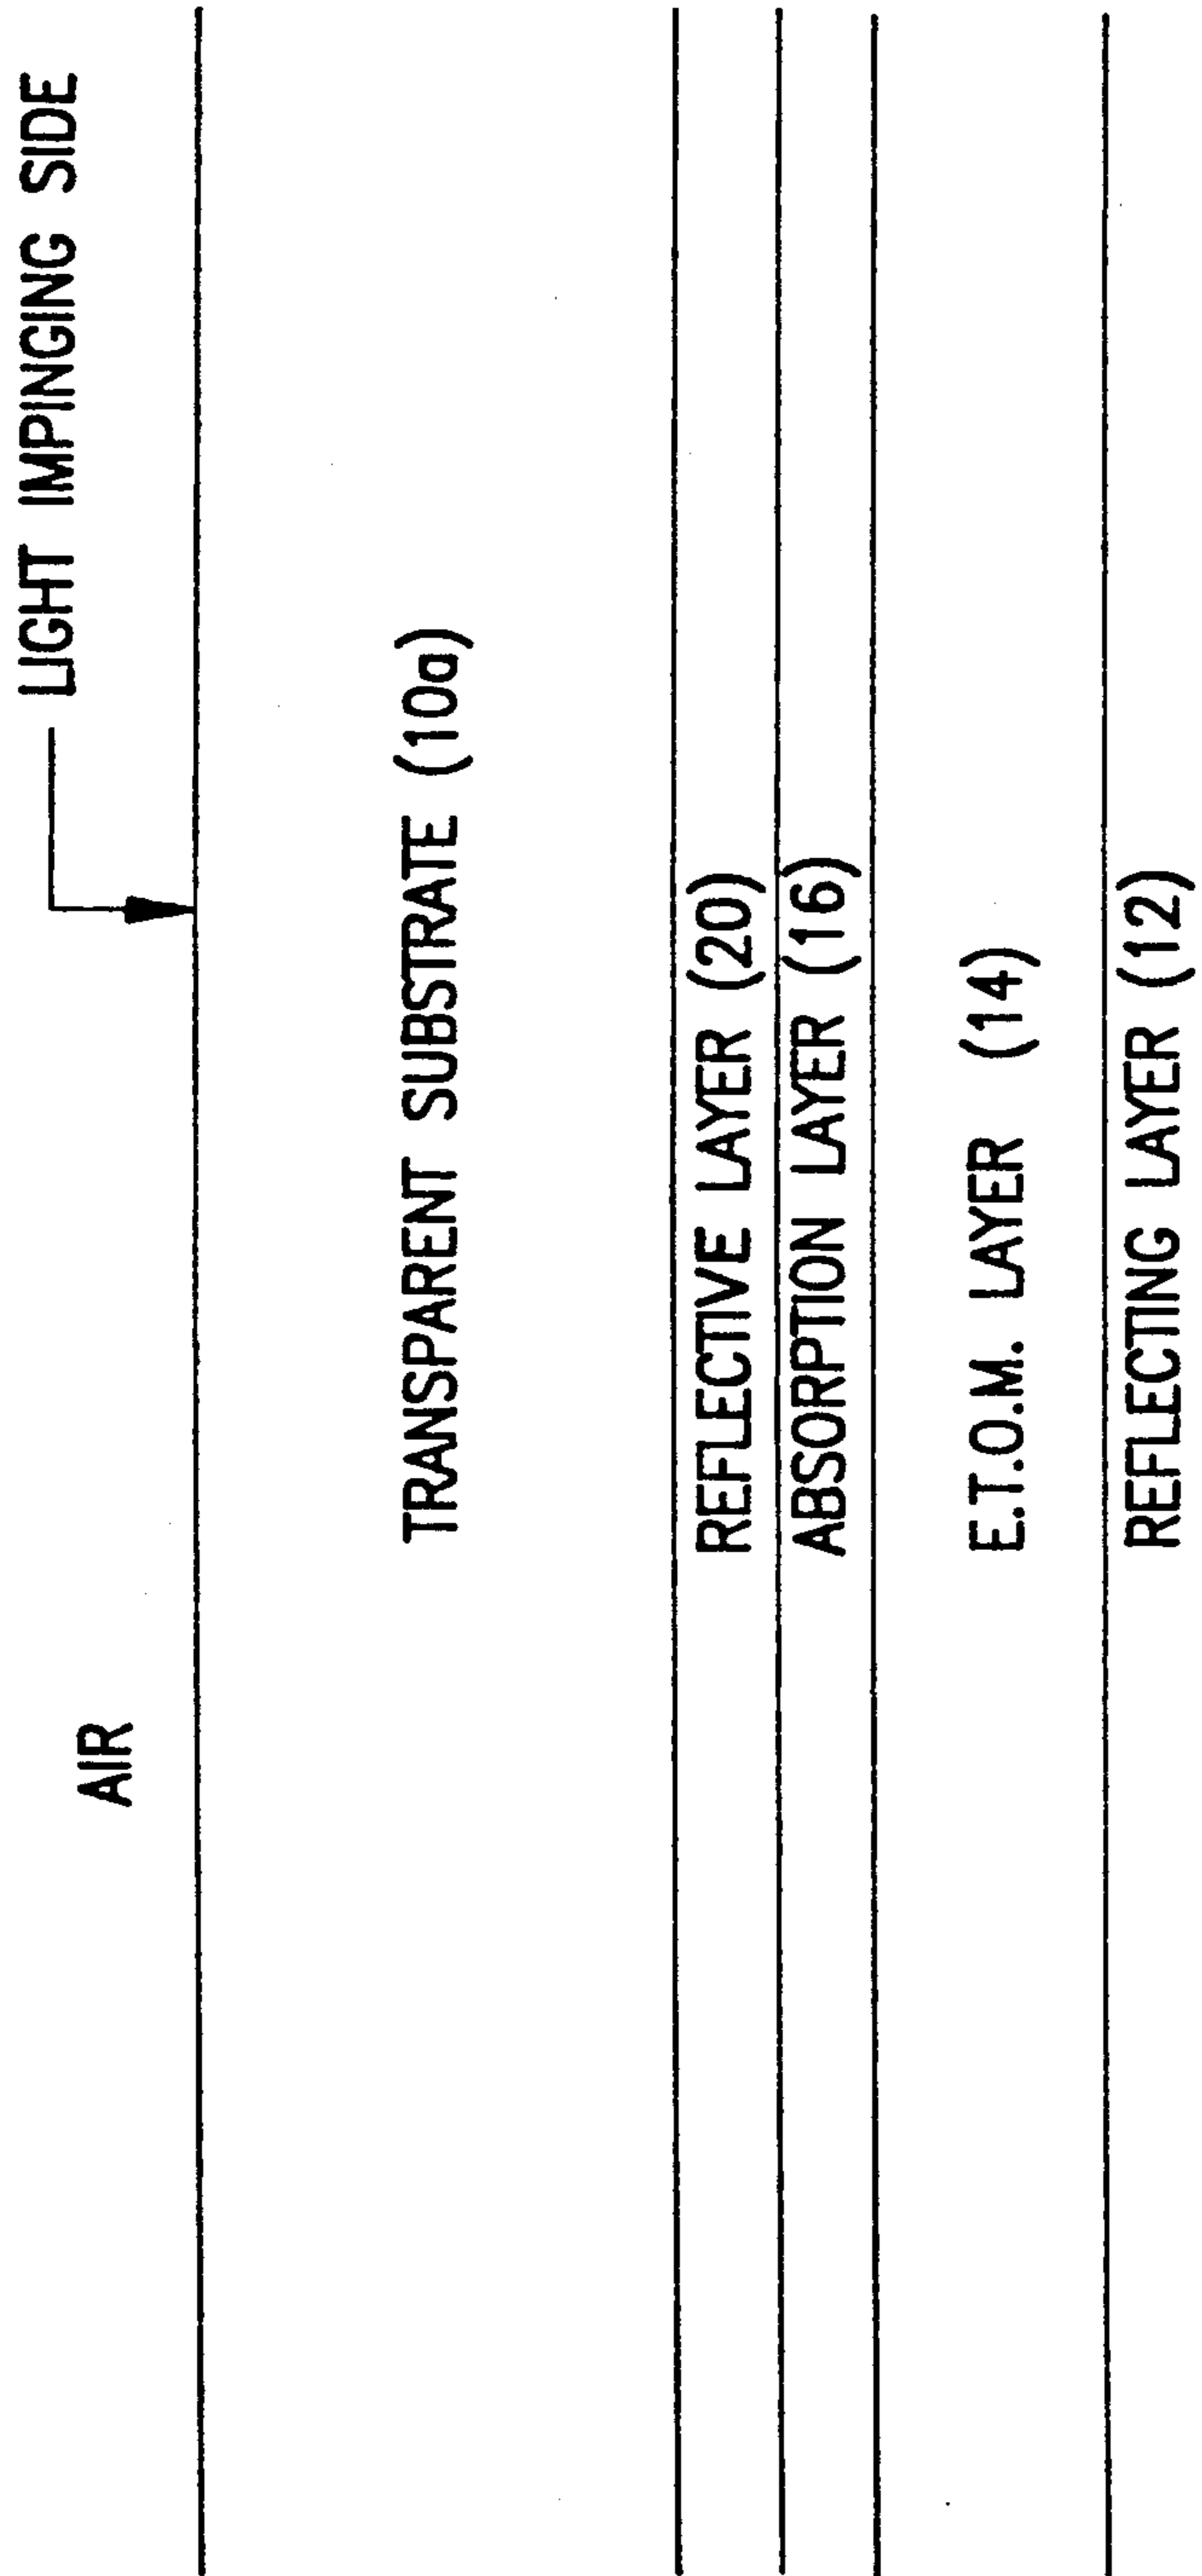 LIGHT IMPINGING SIDE
AIR
TRANSPARENT SUBSTRATE (10a)
REFLECTIVE LAYER (20)
ABSORPTION LAYER (16)
E.T.O.M. LAYER (14)
REFLECTING LAYER (12)